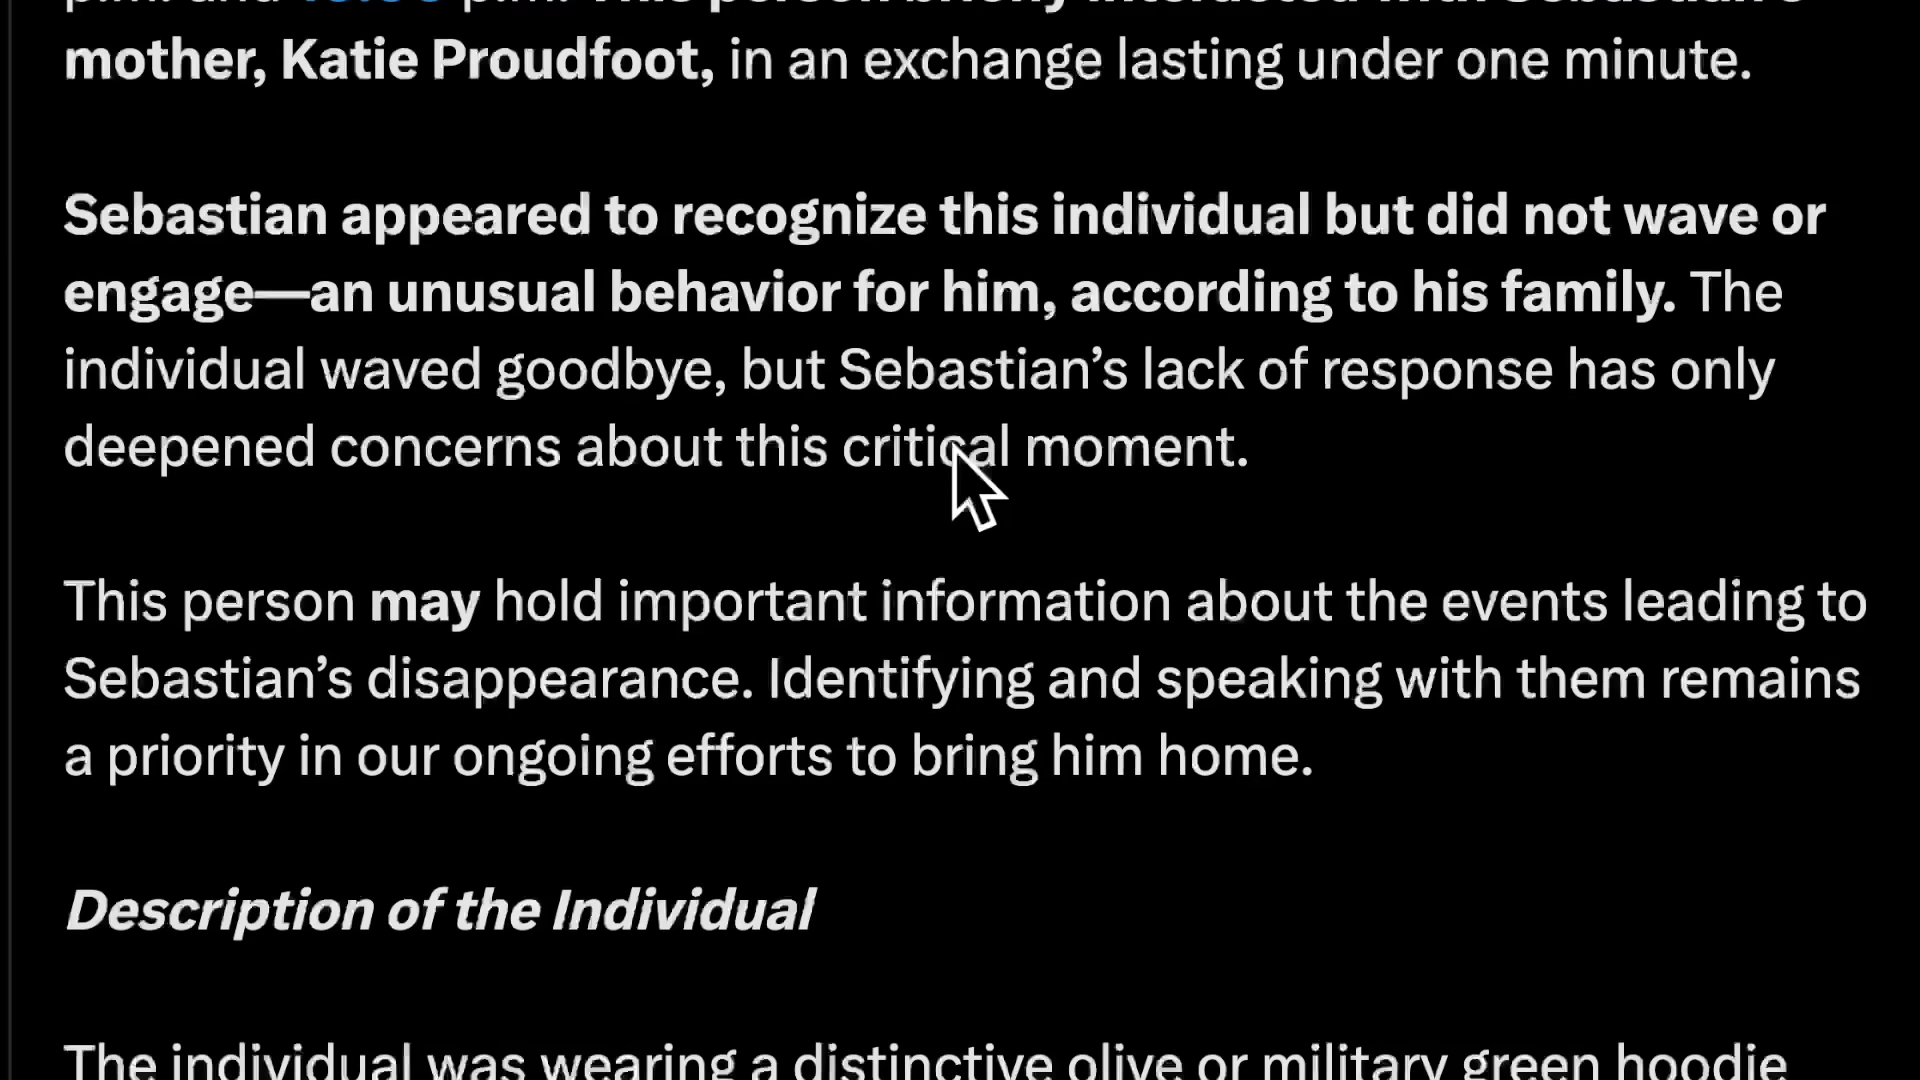 mother, Katie Proudfoot, in an exchange lasting under one minute.
Sebastian appeared to recognize this individual but did not wave or
engage—an unusual behavior for him, according to his family. The
individual waved goodbye, but Sebastian’s lack of response has only
deepened concerns about this critical moment.
This person may hold important information about the events leading to
Sebastian’s disappearance. Identifying and speaking with them remains
a priority in our ongoing efforts to bring him home.
Description of the Individual
The individual was wearing a distinctive olive or military green hoodie